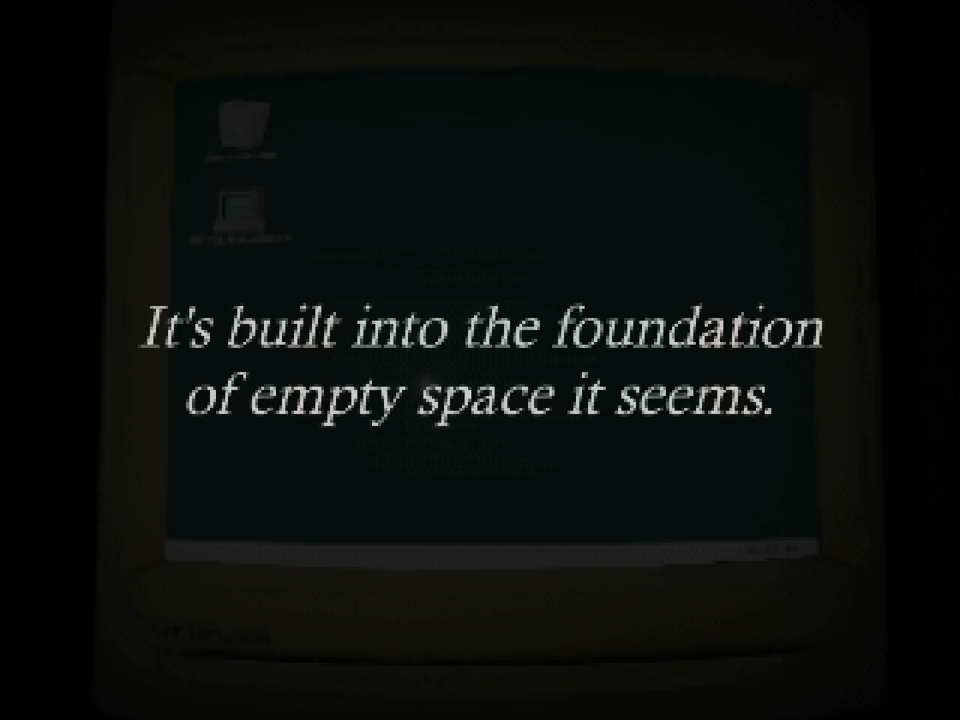 It's built into the foundation
of empty space it seems.